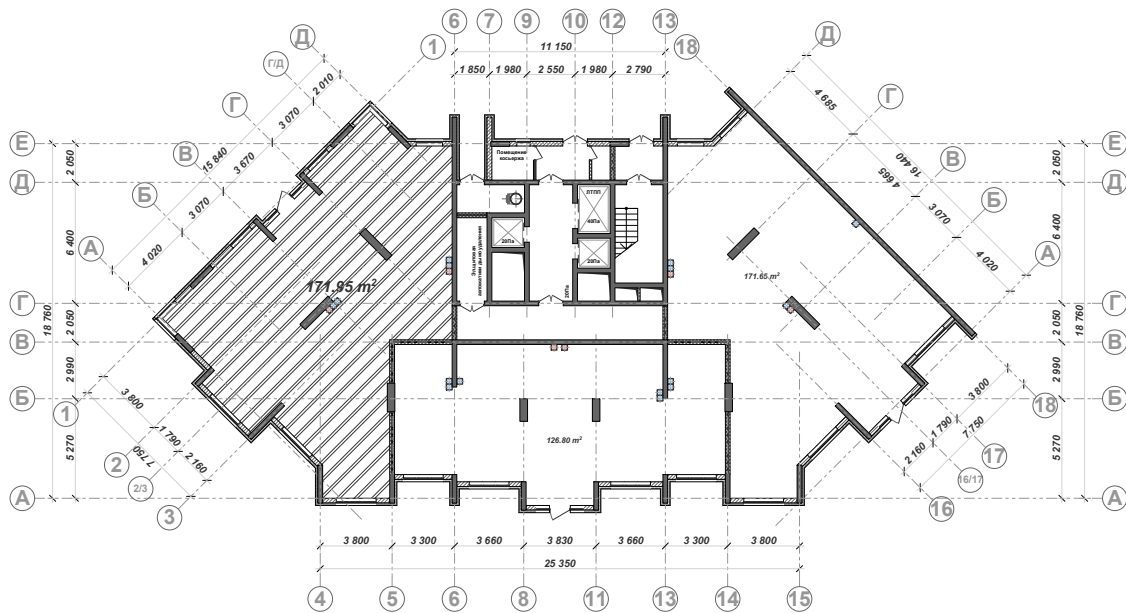 6
7
9
10
12
13
18
1
Д
Г/Д
Г
В
Б
А
11 150
1 850
1 980
2 550
1 980
2 790
2 010
3 070
3 670
15 840
3 070
4 020
Д
Г
В
Б
А
4 685
16 440
4 665
3 070
4 020
Е
Д
Г
В
Б
А
2 050
6 400
18 760
2 050
2 990
5 270
Е
Д
Г
В
Б
А
2 050
6 400
18 760
2 050
2 990
5 270
Помещение
косьержа
ЛТПП
40Па
20Па
20Па
20Па
Элщитовая
автоматики дымоудаления
171.95 m²
171.65 m²
126.80 m²
1
2
2/3
3
3 800
1 790
7 750
2 160
3 800
1 790
7 750
2 160
18
17
16/17
16
3 800
3 300
3 660
3 830
3 660
3 300
3 800
25 350
4
5
6
8
11
13
14
15